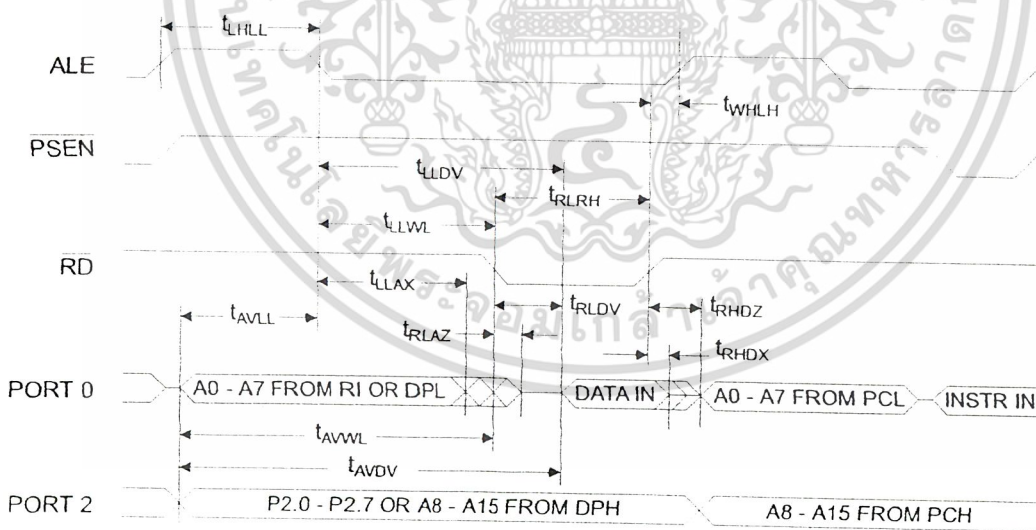 tLHLL
ALE
tWHLH
PSEN
tLLDV
tRLRH
tLLWL
RD
tLLAX
tRLDV
tRHDZ
tAVLL
tRLAZ
tRHDX
PORT 0
A0 - A7 FROM RI OR DPL
DATA IN
A0 - A7 FROM PCL
INSTR IN
tAVWL
tAVDV
PORT 2
P2.0 - P2.7 OR A8 - A15 FROM DPH
A8 - A15 FROM PCH